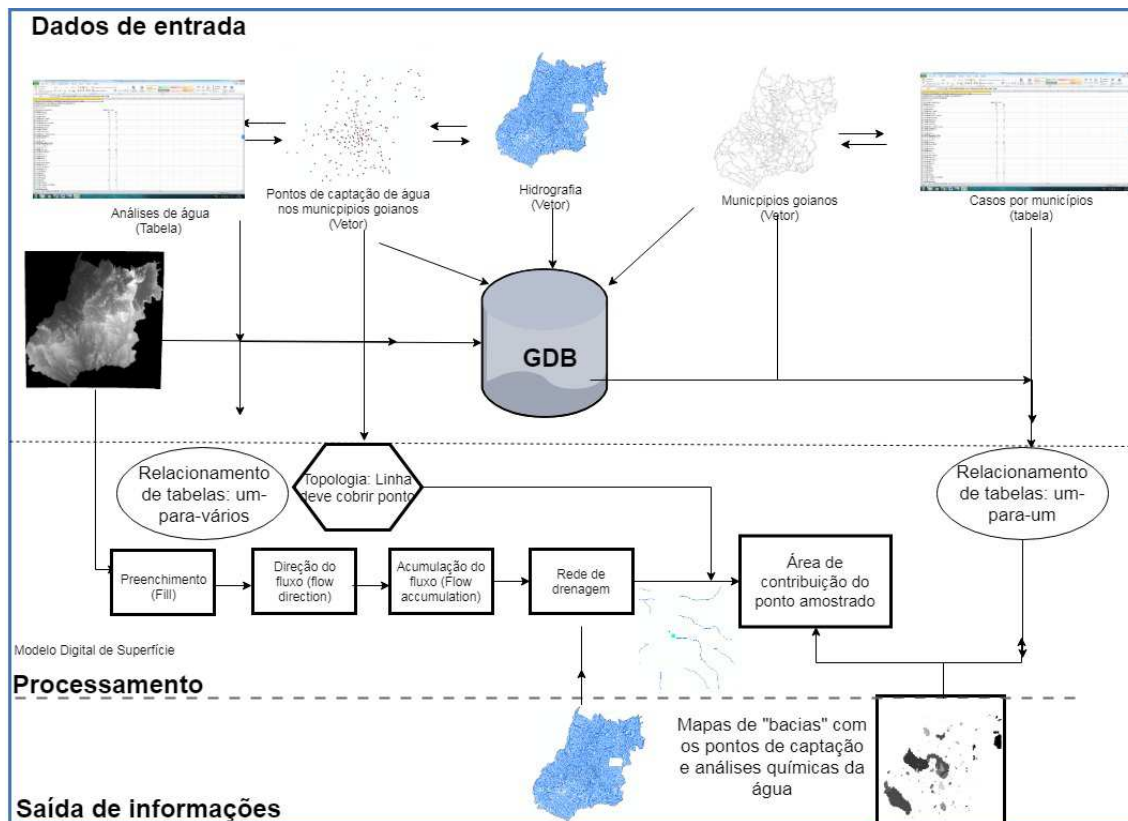 Dados de entrada
Análises de água
(Tabela)
Pontos de captação de água
nos municpipios goianos
(Vetor)
Hidrografia
(Vetor)
Municpipios goianos
(Vetor)
Casos por municípios
(tabela)
GDB
Relacionamento
de tabelas: um-
para-vários
Topologia: Linha
deve cobrir ponto
Relacionamento
de tabelas: um-
para-um
Preenchimento
(Fill)
Direção do
fluxo (flow
direction)
Acumulação do
fluxo (Flow
accumulation)
Rede de
drenagem
Área de
contribuição do
ponto amostrado
Modelo Digital de Superfície
Processamento
Mapas de "bacias" com
os pontos de captação
e análises químicas da
água
Saída de informações